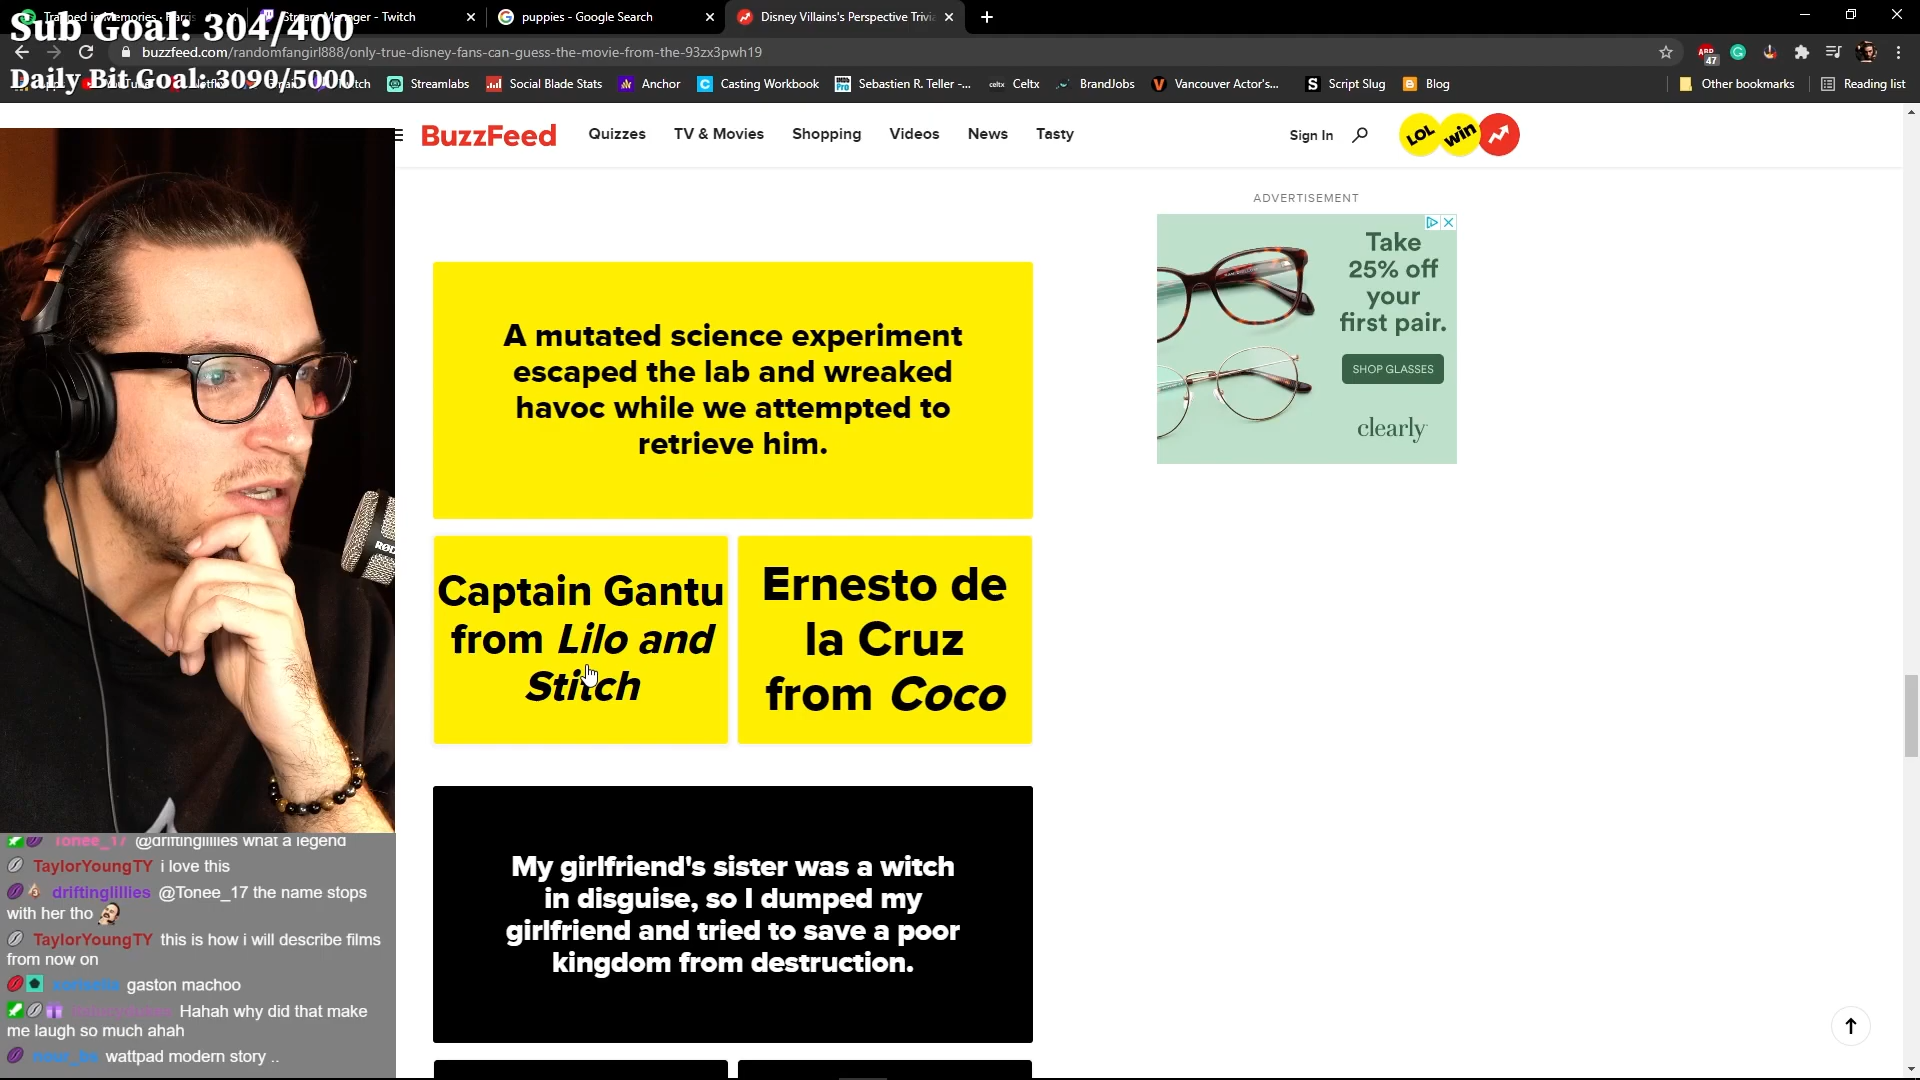 Sub Goal: 304/400
Daily Bit Goal: 3090/5000
Manager - Twitch
puppies - Google Search
Disney Villains's Perspective Trivi
buzzfeed.com/randomfangirl888/only-true-disney-fans-can-guess-the-movie-from-the-93zx3pwh19
47
Streamlabs
Social Blade Stats
Anchor
Casting Workbook
Sebastien R. Teller -...
celtx Celtx
BrandJobs
Vancouver Actor's...
Script Slug
Blog
Other bookmarks
Reading list
BuzzFeed
Quizzes
TV & Movies
Shopping
Videos
News
Tasty
Sign In
LOL
win
ADVERTISEMENT
Take
25% off
your
first pair.
SHOP GLASSES
clearly
A mutated science experiment
escaped the lab and wreaked
havoc while we attempted to
retrieve him.
Captain Gantu
from Lilo and
Stitch
Ernesto de
la Cruz
from Coco
My girlfriend's sister was a witch
in disguise, so I dumped my
girlfriend and tried to save a poor
kingdom from destruction.
Tonee_17 @driftinglillies what a legend
TaylorYoungTY i love this
driftinglillies @Tonee_17 the name stops
with her tho
TaylorYoungTY this is how i will describe films
from now on
gaston machoo
Hahah why did that make
me laugh so much ahah
wattpad modern story ..